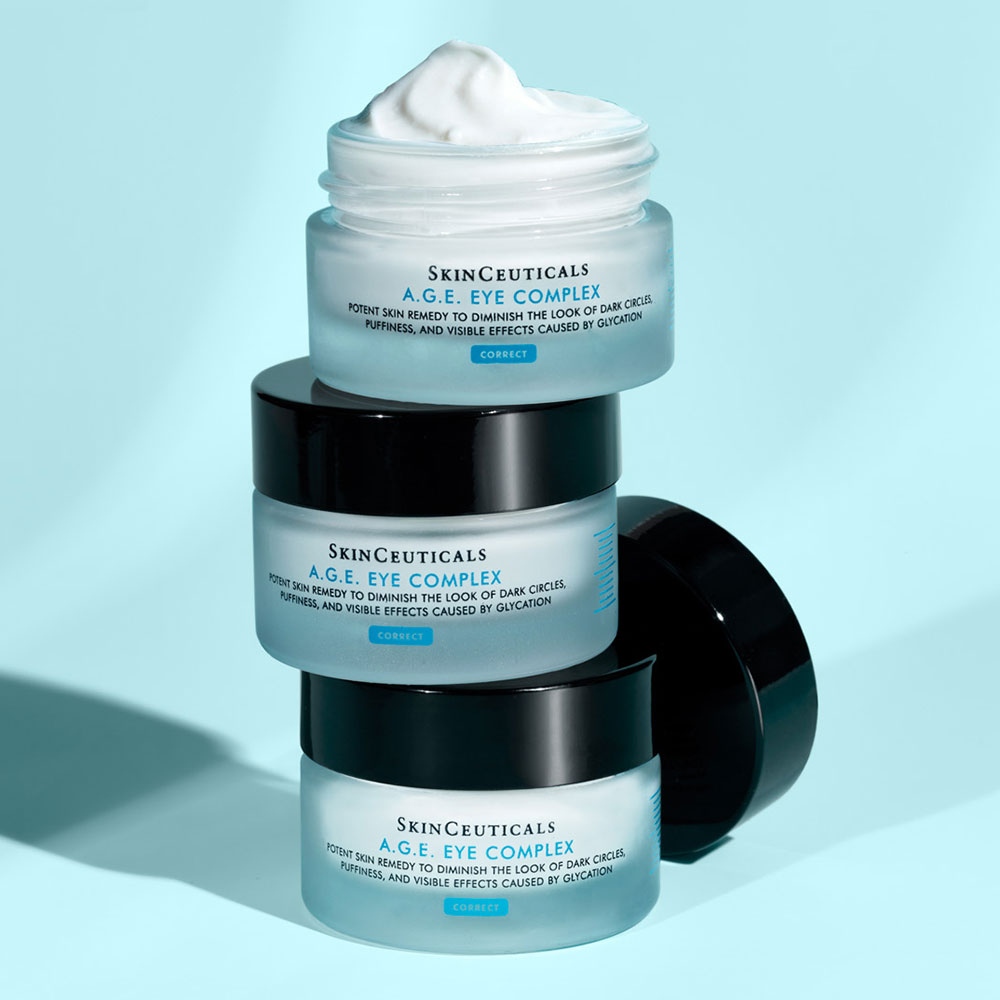 SKINCEUTICALS
A.G.E. EYE COMPLEX
POTENT SKIN REMEDY TO DIMINISH THE LOOK OF DARK CIRCLES,
PUFFINESS, AND VISIBLE EFFECTS CAUSED BY GLYCATION
CORRECT
SKINCEUTICALS
A.G.E. EYE COMPLEX
POTENT SKIN REMEDY TO DIMINISH THE LOOK OF DARK CIRCLES,
PUFFINESS, AND VISIBLE EFFECTS CAUSED BY GLYCATION
CORRECT
SKINCEUTICALS
A.G.E. EYE COMPLEX
POTENT SKIN REMEDY TO DIMINISH THE LOOK OF DARK CIRCLES,
PUFFINESS, AND VISIBLE EFFECTS CAUSED BY GLYCATION
CORRECT